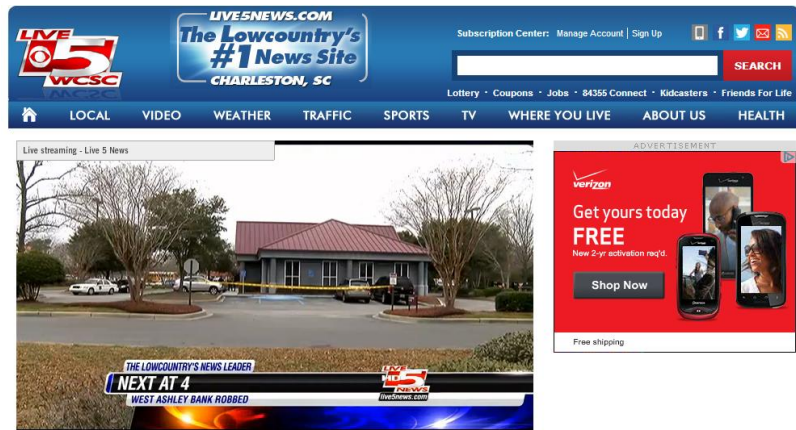 LIVE
5
WCSC
LIVE5NEWS.COM
The Lowcountry's
#1 News Site
CHARLESTON, SC
Subscription Center: Manage Account | Sign Up
SEARCH
Lottery • Coupons • Jobs • 84355 Connect • Kidcasters • Friends For Life
LOCAL VIDEO WEATHER TRAFFIC SPORTS TV WHERE YOU LIVE ABOUT US HEALTH
Live streaming - Live 5 News
THE LOWCOUNTRY'S NEWS LEADER
NEXT AT 4
WEST ASHLEY BANK ROBBED
LIVE
HD 5
NEWS
live5news.com
ADVERTISEMENT
verizon
Get yours today
FREE
New 2-yr activation req'd.
Shop Now
Free shipping